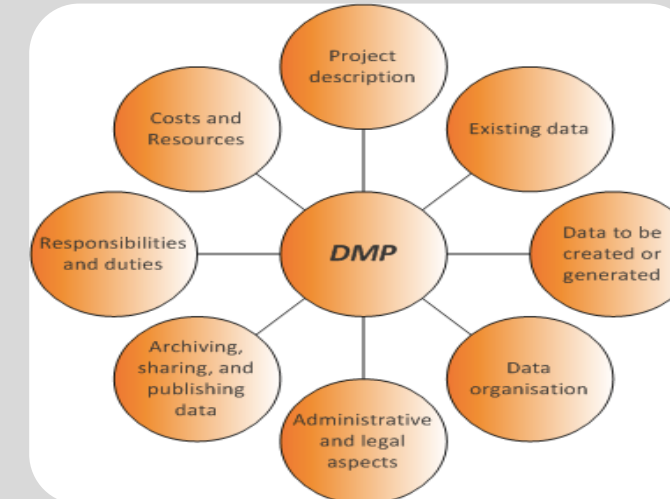 Project
description
Costs and
Resources
Existing data
Responsibilities
and duties
DMP
Data to be
created or
generated
Archiving,
sharing, and
publishing
data
Data
organisation
Administrative
and legal
aspects